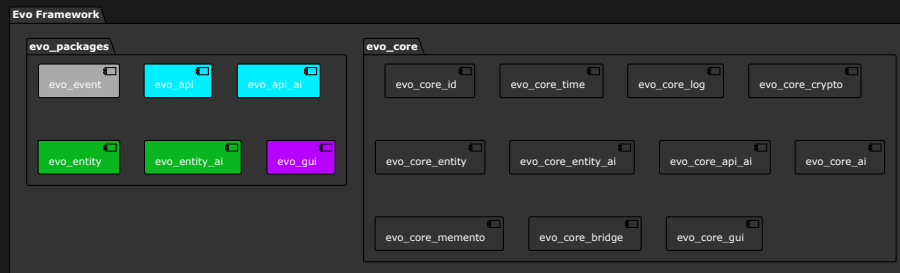 Evo Framework
evo_packages
evo_event
evo_api
evo_api_ai
evo_entity
evo_entity_ai
evo_gui
evo_core
evo_core_id
evo_core_time
evo_core_log
evo_core_crypto
evo_core_entity
evo_core_entity_ai
evo_core_api_ai
evo_core_ai
evo_core_memento
evo_core_bridge
evo_core_gui